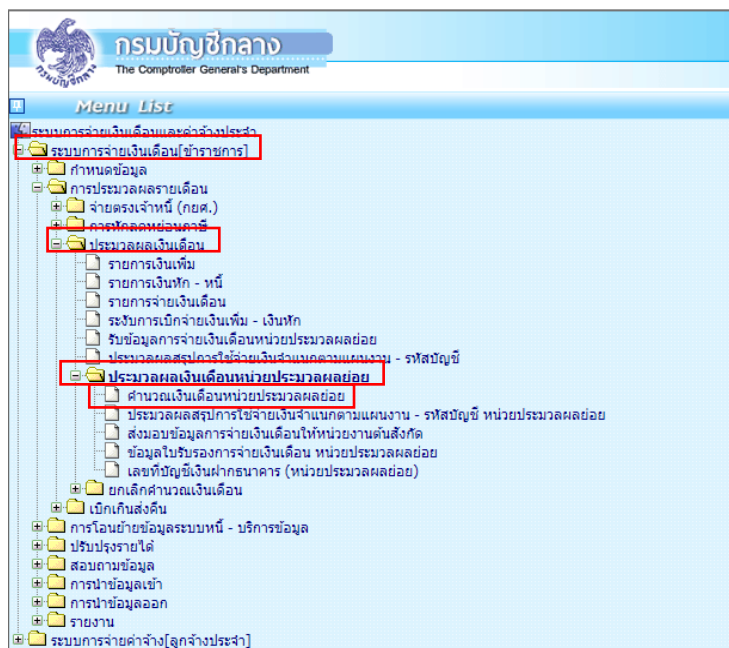 กรมบัญชีกลาง
The Comptroller General's Department
กรมบัญชีกลาง
Menu List
ระบบการจ่ายเงินเดือนและค่าจ้างประจำ
ระบบการจ่ายเงินเดือน[ข้าราชการ]
กำหนดข้อมูล
การประมวลผลรายเดือน
จ่ายตรงเจ้าหนี้ (กยศ.)
การหักลดหย่อนภาษี
ประมวลผลเงินเดือน
รายการเงินเพิ่ม
รายการเงินหัก - หนี้
รายการจ่ายเงินเดือน
ระงับการเบิกจ่ายเงินเพิ่ม - เงินหัก
รับข้อมูลการจ่ายเงินเดือนหน่วยประมวลผลย่อย
ประมวลผลสรุปการใช้จ่ายเงินจำแนกตามแผนงาน - รหัสบัญชี
ประมวลผลเงินเดือนหน่วยประมวลผลย่อย
คำนวณเงินเดือนหน่วยประมวลผลย่อย
ประมวลผลสรุปการใช้จ่ายเงินจำแนกตามแผนงาน - รหัสบัญชี หน่วยประมวลผลย่อย
ส่งมอบข้อมูลการจ่ายเงินเดือนให้หน่วยงานต้นสังกัด
ข้อมูลใบรับรองการจ่ายเงินเดือน หน่วยประมวลผลย่อย
เลขที่บัญชีเงินฝากธนาคาร (หน่วยประมวลผลย่อย)
ยกเลิกคำนวณเงินเดือน
เบิกเกินส่งคืน
การโอนย้ายข้อมูลระบบหนี้ - บริการข้อมูล
ปรับปรุงรายได้
สอบถามข้อมูล
การนำข้อมูลเข้า
การนำข้อมูลออก
รายงาน
ระบบการจ่ายค่าจ้าง[ลูกจ้างประจำ]